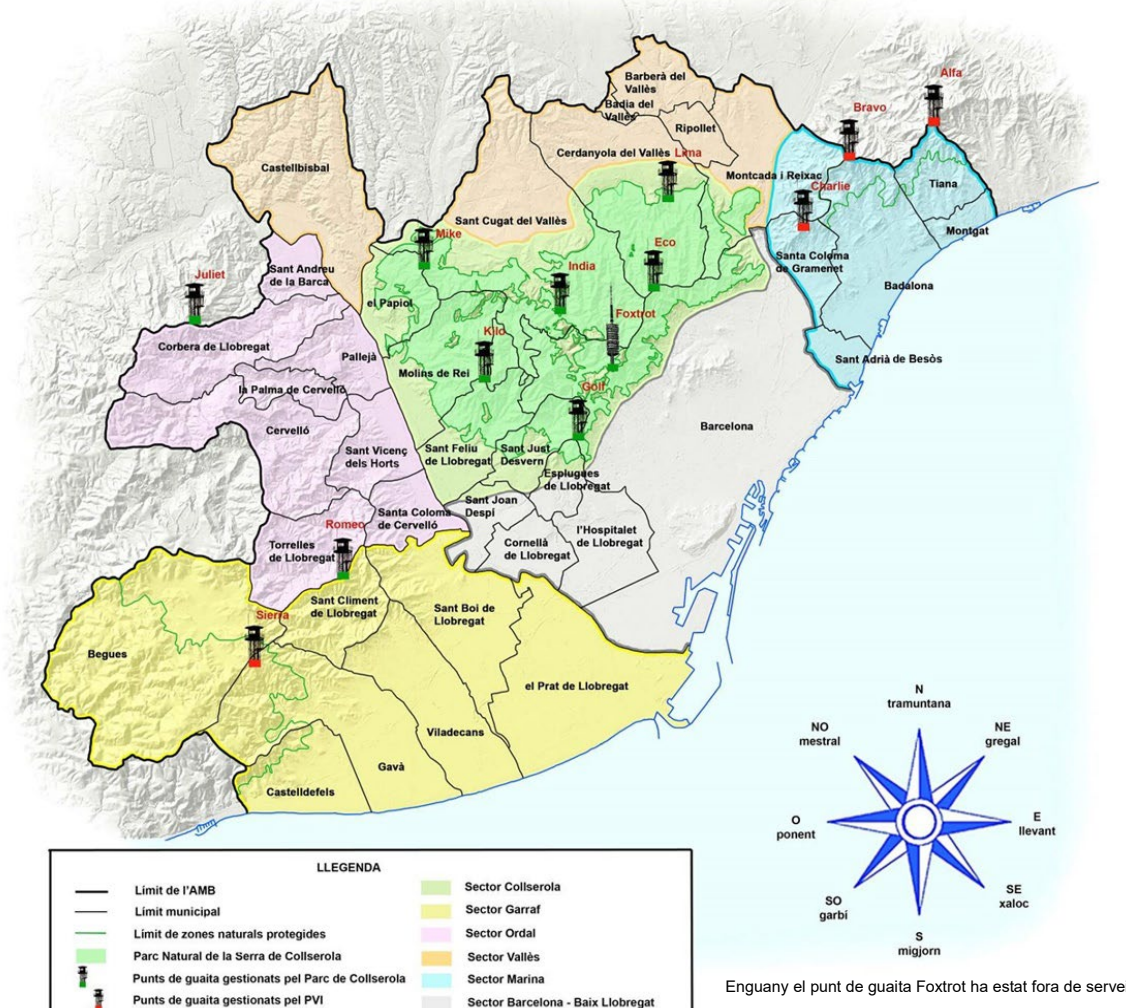 Alfa
Bravo
Barberà del
Vallès
Badia del
Vallès
Ripollet
Cerdanyola del Vallès
Lima
Castellbisbal
Montcada i Reixac
Charlie
Tiana
Sant Cugat del Vallès
Montgat
Mike
Eco
Santa Coloma
de Gramenet
India
Juliet
Sant Andreu
de la Barca
Badalona
el Papiol
Foxtrot
Kilo
Corbera de Llobregat
Pallejà
Sant Adrià de Besòs
Molins de Rei
la Palma de Cervelló
Golf
Barcelona
Cervelló
Sant Vicenç
dels Horts
Sant Feliu
de Llobregat
Sant Just
Desvern
Esplugues
de Llobregat
Sant Joan
Despí
Santa Coloma
de Cervelló
Romeo
l'Hospitalet
de Llobregat
Cornellà
de Llobregat
Torrelles
de Llobregat
Sant Climent
de Llobregat
Sant Boi de
Llobregat
Sierra
Begues
el Prat de Llobregat
Viladecans
Gavà
Castelldefels
N
tramuntana
NO
mestral
NE
gregal
O
ponent
E
llevant
SO
garbí
SE
xaloc
S
migjorn
LLEGENDA
Límit de l'AMB
Límit municipal
Límit de zones naturals protegides
Parc Natural de la Serra de Collserola
Punts de guaita gestionats pel Parc de Collserola
Punts de guaita gestionats pel PVI
Sector Collserola
Sector Garraf
Sector Ordal
Sector Vallès
Sector Marina
Sector Barcelona - Baix Llobregat
Enguany el punt de guaita Foxtrot ha estat fora de serve